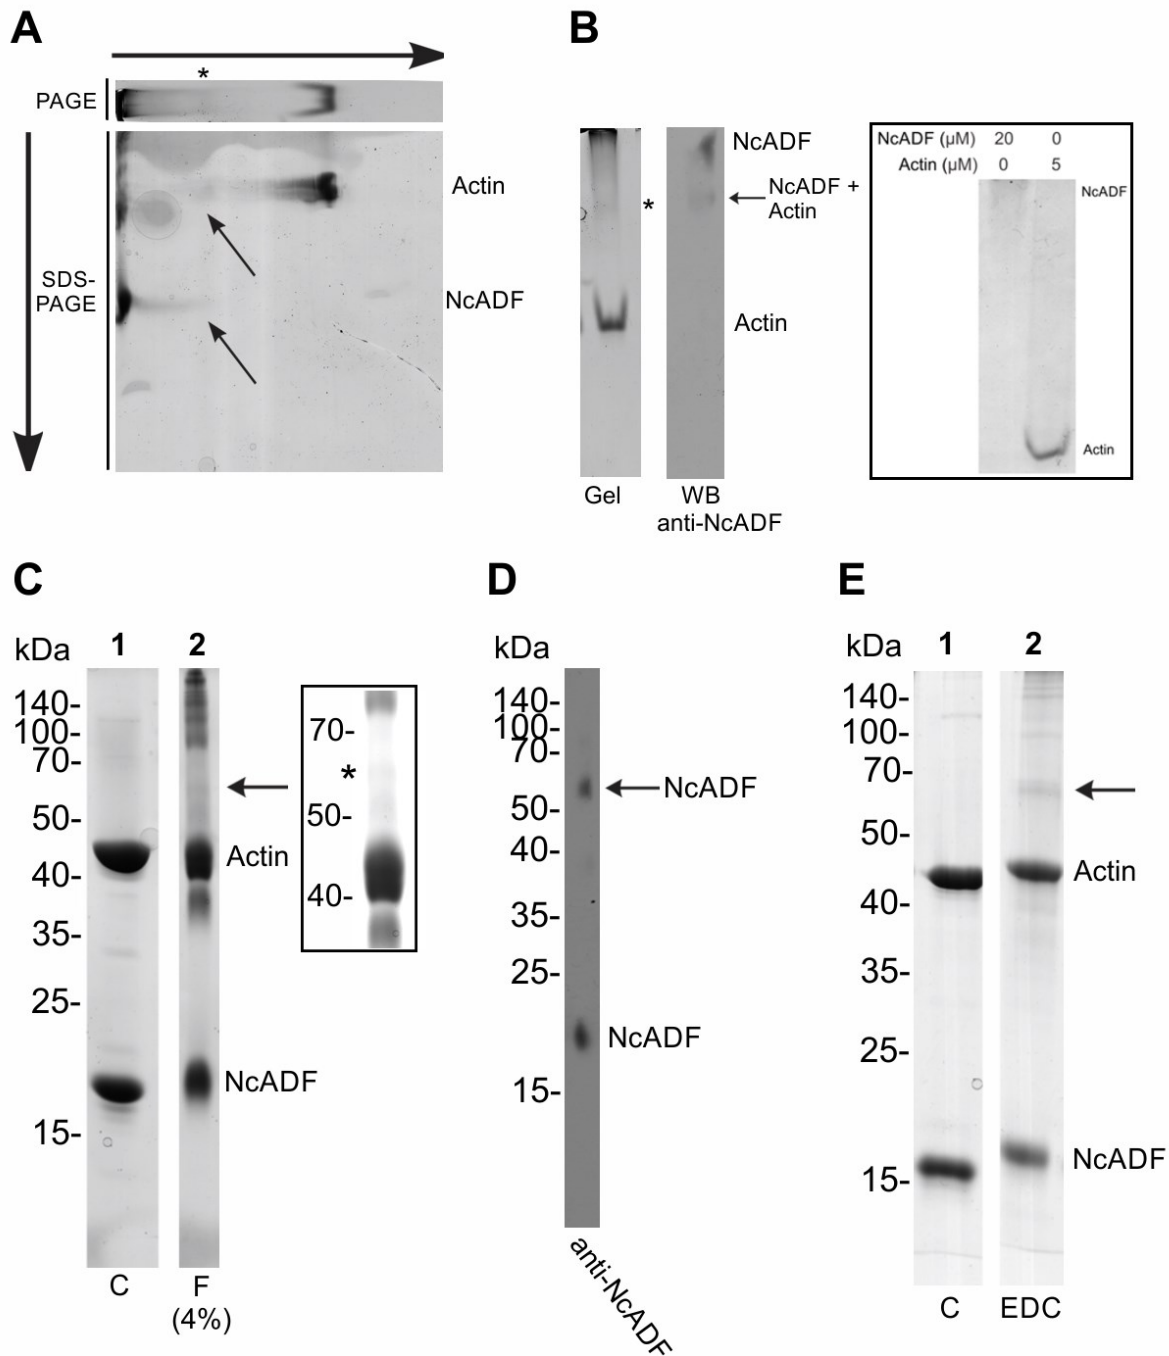 A
*
PAGE
SDS-
PAGE
Actin
NcADF
B
NcADF
*
NcADF +
Actin
Actin
Gel
WB
anti-NcADF
NcADF (µM) 20 0
Actin (µM) 0 5
NcADF
Actin
C
kDa 1 2
140-
100-
70-
50-
40-
35-
25-
15-
Actin
NcADF
C
F
(4%)
70-
*
50-
40-
D
kDa
140-
100-
70-
50-
40-
35-
25-
15-
NcADF
NcADF
anti-NcADF
E
kDa 1 2
140-
100-
70-
50-
40-
35-
25-
15-
Actin
NcADF
C
EDC